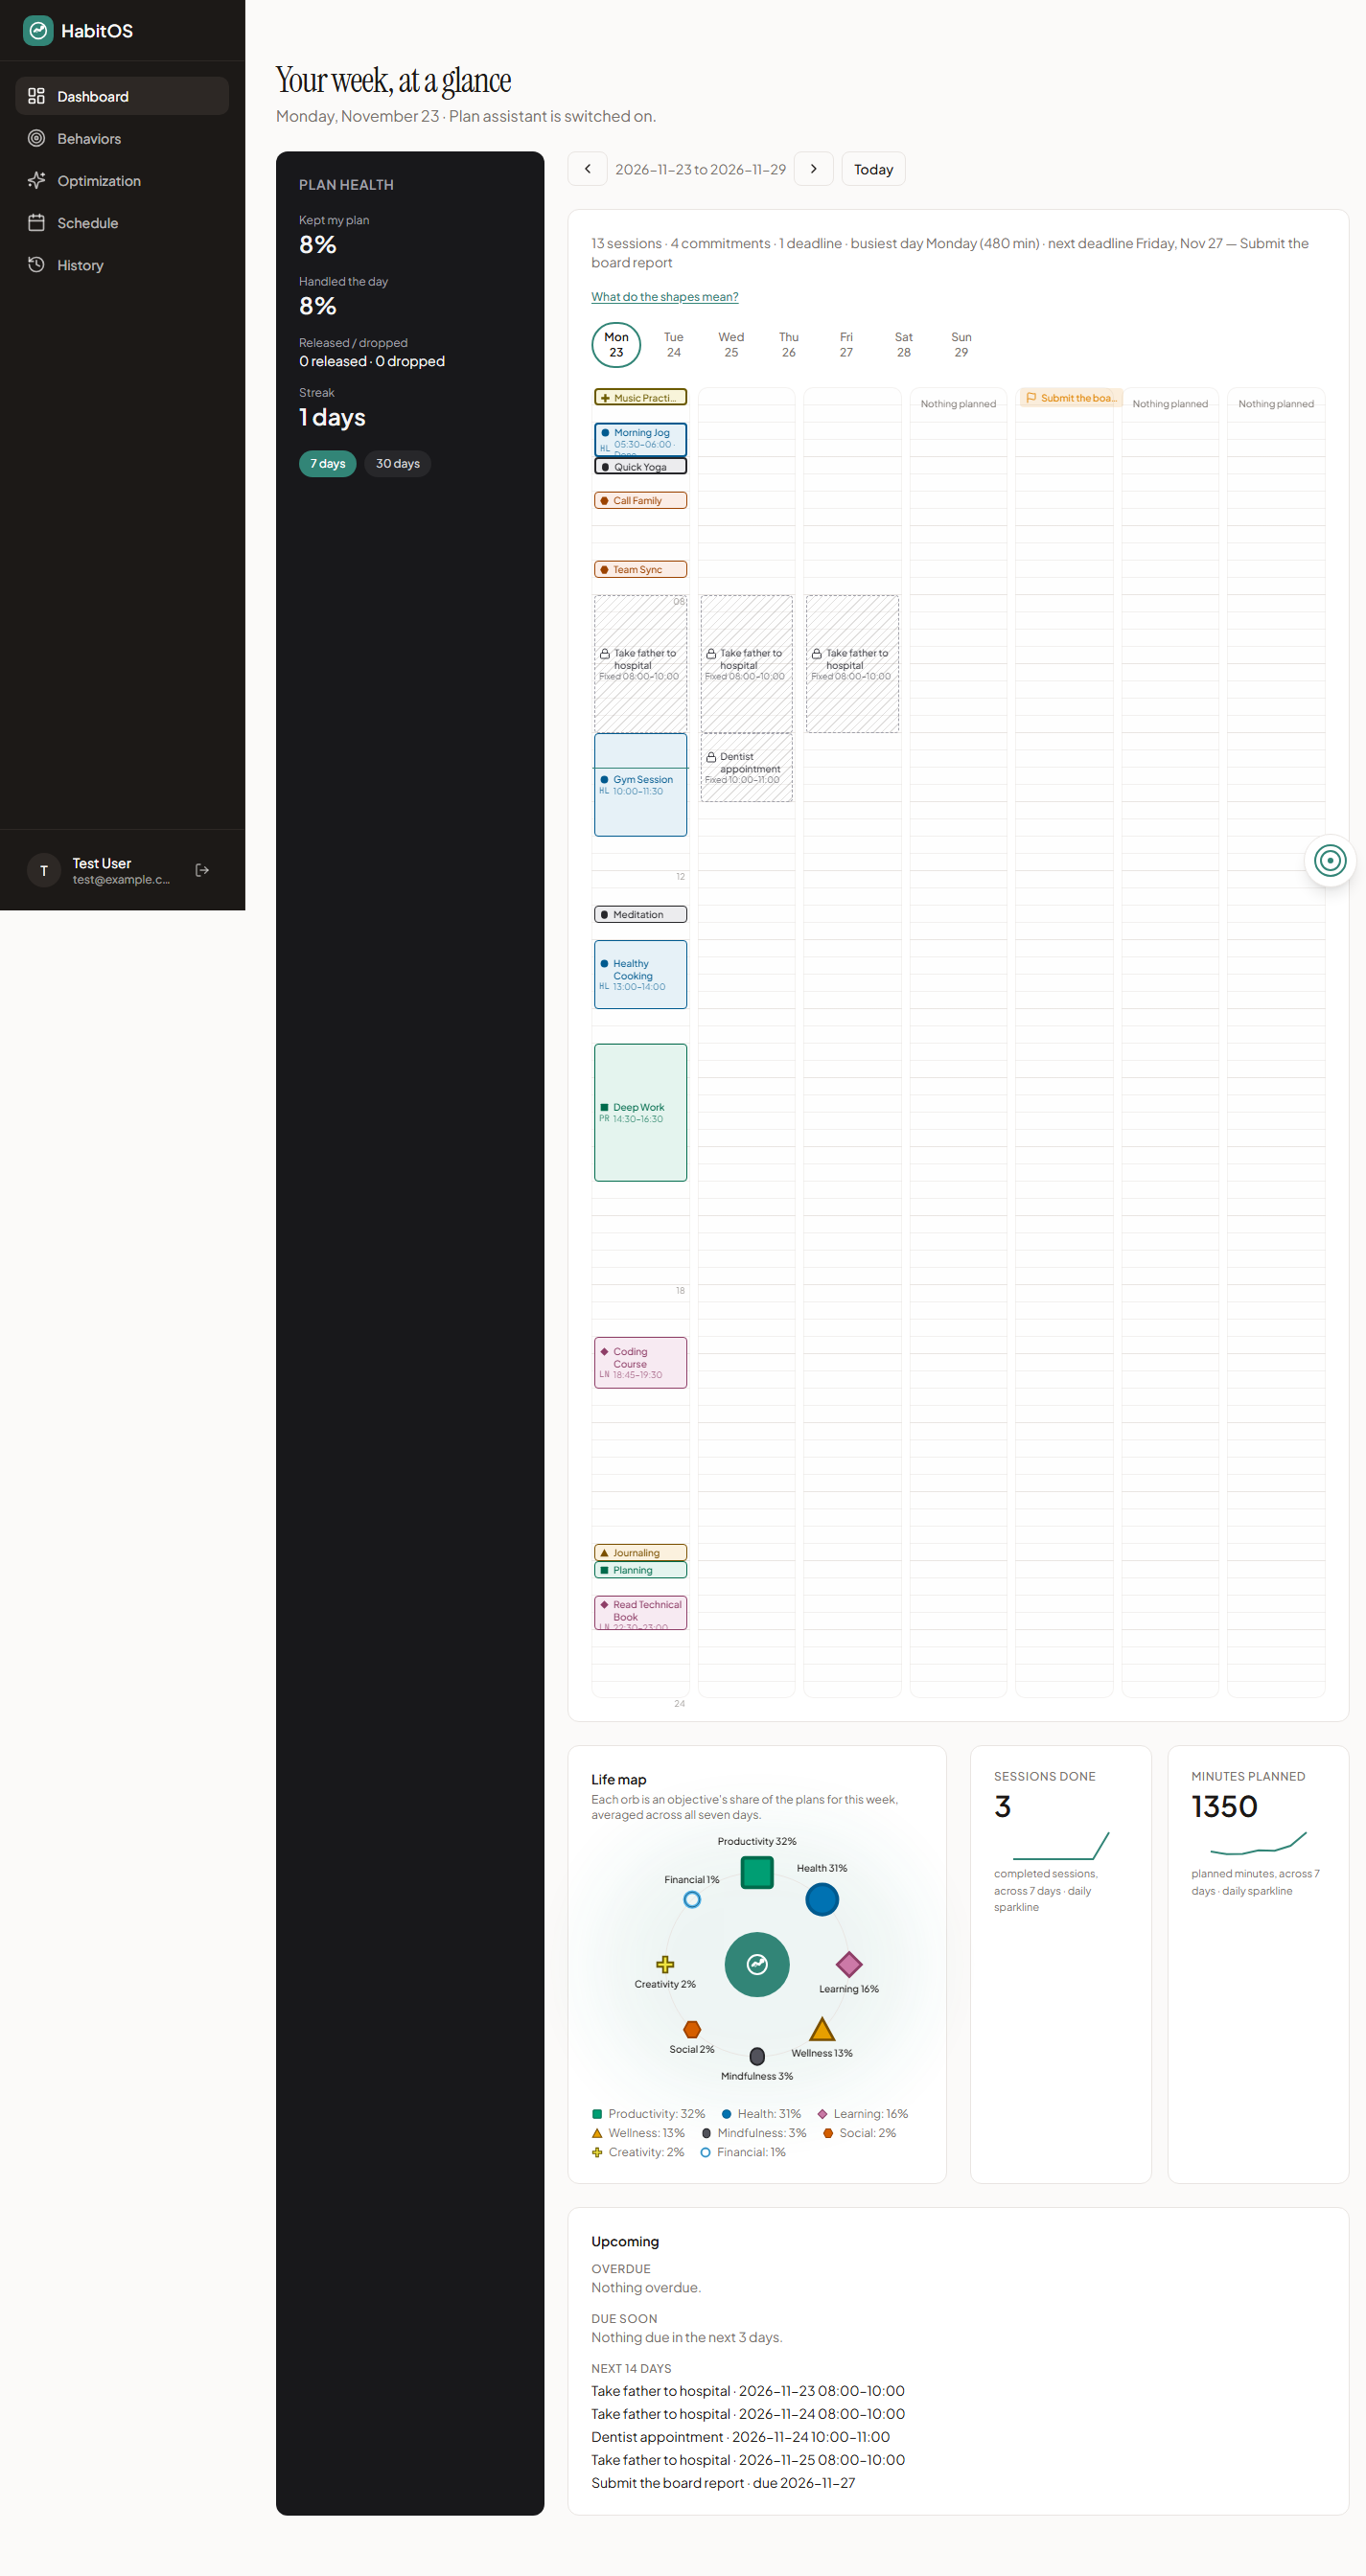 HabitOS
Dashboard
Behaviors
Optimization
Schedule
History
T
Test User
test@example.c...
Your week, at a glance
Monday, November 23 · Plan assistant is switched on.
PLAN HEALTH
Kept my plan
8%
Handled the day
8%
Released / dropped
0 released · 0 dropped
Streak
1 days
7 days
30 days
2026-11-23 to 2026-11-29
Today
13 sessions · 4 commitments · 1 deadline · busiest day Monday (480 min) · next deadline Friday, Nov 27 — Submit the
board report
What do the shapes mean?
Mon Tue Wed Thu Fri Sat Sun
23 24 25 26 27 28 29
Music Practi...
Nothing planned
Submit the boa...
Nothing planned
Nothing planned
Morning Jog
HL 05:30-06:00 ·
Quick Yoga
Call Family
Team Sync
08
Take father to
hospital
Fixed 08:00-10:00
Take father to
hospital
Fixed 08:00-10:00
Take father to
hospital
Fixed 08:00-10:00
Dentist
appointment
Fixed 10:00-11:00
Gym Session
HL 10:00-11:30
12
Meditation
Healthy
Cooking
HL 13:00-14:00
Deep Work
PR 14:30-16:30
18
Coding
Course
LN 18:45-19:30
Journaling
Planning
Read Technical
Book
LN 22:30-23:00
24
Life map
Each orb is an objective's share of the plans for this week,
averaged across all seven days.
Productivity 32%
Health 31%
Financial 1%
Creativity 2%
Learning 16%
Social 2%
Wellness 13%
Mindfulness 3%
Productivity: 32% Health: 31% Learning: 16%
Wellness: 13% Mindfulness: 3% Social: 2%
Creativity: 2% Financial: 1%
SESSIONS DONE
3
completed sessions,
across 7 days · daily
sparkline
MINUTES PLANNED
1350
planned minutes, across 7
days · daily sparkline
Upcoming
OVERDUE
Nothing overdue.
DUE SOON
Nothing due in the next 3 days.
NEXT 14 DAYS
Take father to hospital · 2026-11-23 08:00-10:00
Take father to hospital · 2026-11-24 08:00-10:00
Dentist appointment · 2026-11-24 10:00-11:00
Take father to hospital · 2026-11-25 08:00-10:00
Submit the board report · due 2026-11-27